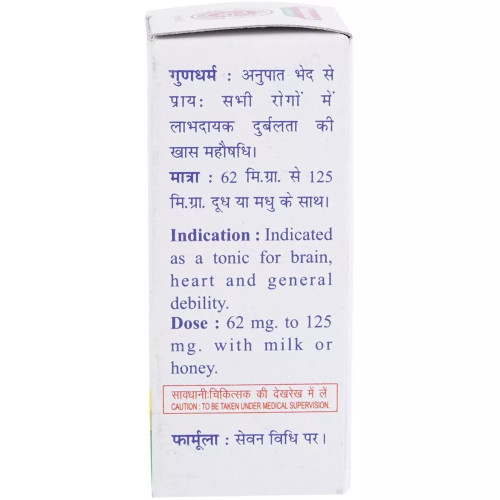 गुणधर्म : अनुपात भेद से
प्राय: सभी रोगों में
लाभदायक दुर्बलता की
खास महौषधि।
मात्रा : 62 मि.ग्रा. से 125
मि.ग्रा. दूध या मधु के साथ।
Indication : Indicated
as a tonic for brain,
heart and general
debility.
Dose : 62 mg. to 125
mg. with milk or
honey.
सावधानी:चिकित्सक की देखरेख में लें
CAUTION : TO BE TAKEN UNDER MEDICAL SUPERVISION.
फार्मूला : सेवन विधि पर।